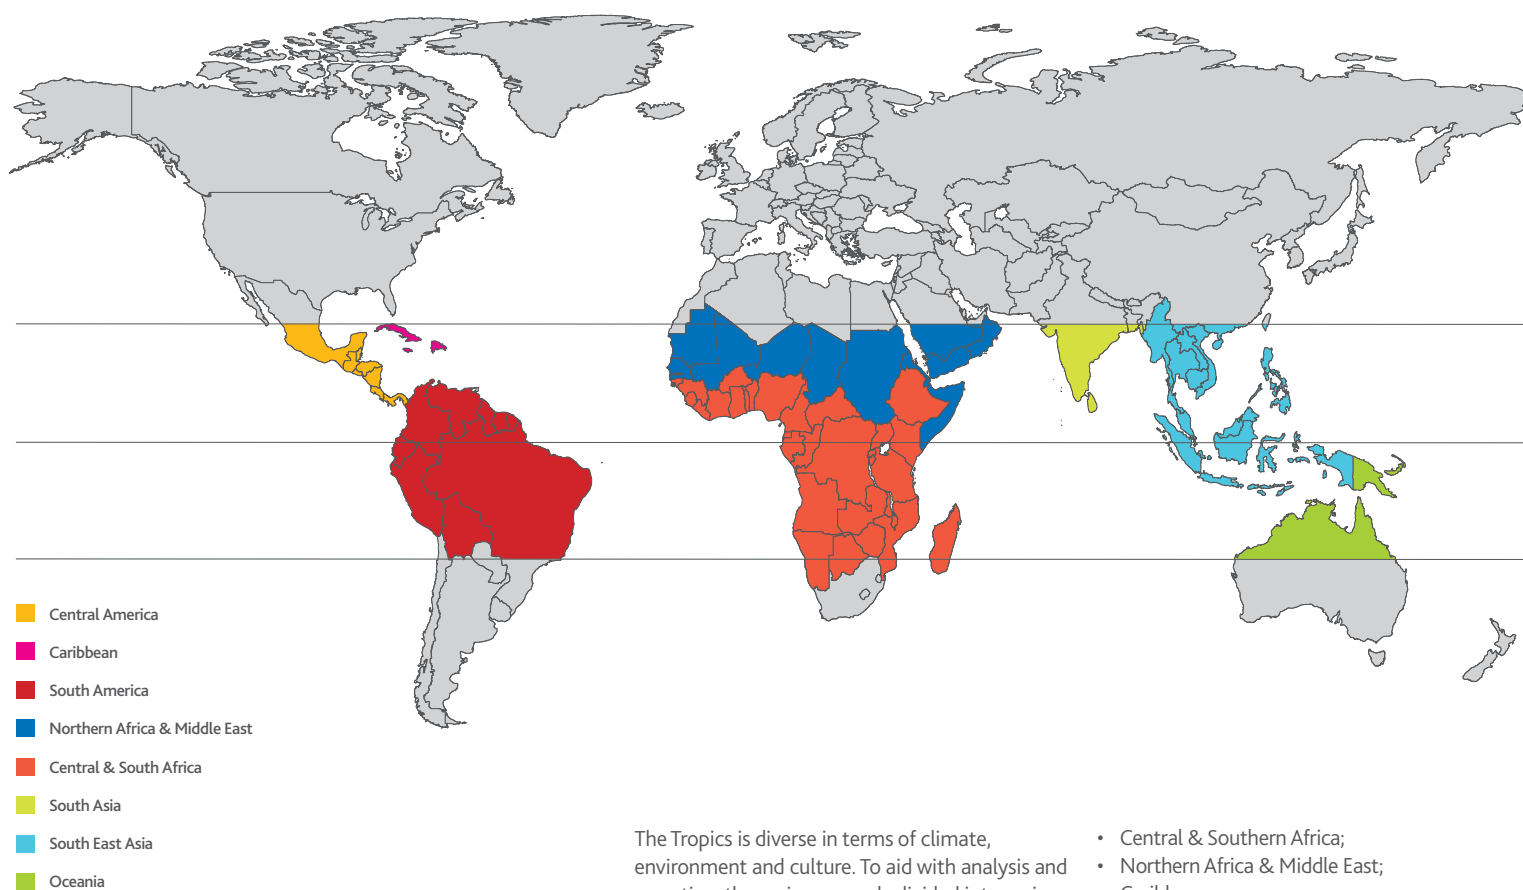 Central America
Caribbean
South America
Northern Africa & Middle East
Central & South Africa
South Asia
South East Asia
Oceania
The Tropics is diverse in terms of climate,
environment and culture. To aid with analysis and
• Central & Southern Africa;
• Northern Africa & Middle East;